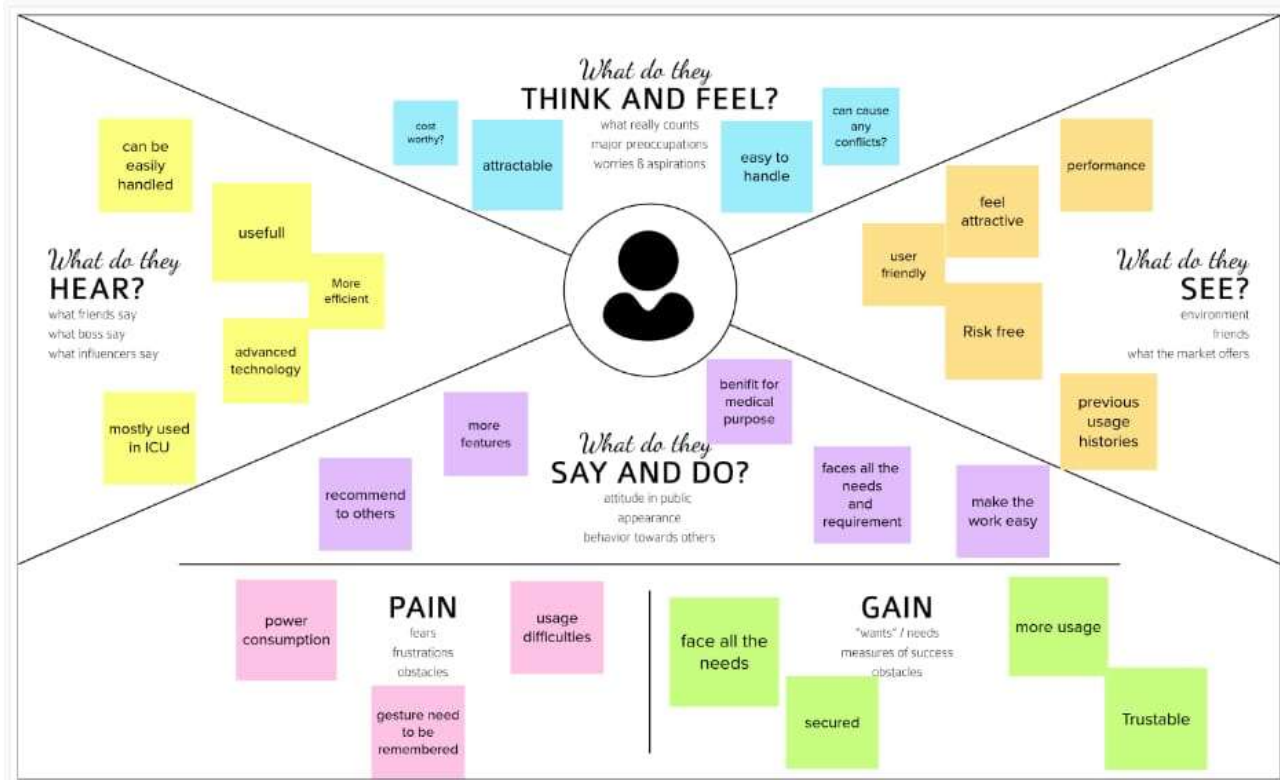 What do they
THINK AND FEEL?
what really counts
major preoccupations
worries & aspirations
cost
worthy?
attractable
easy to
handle
can cause
any
conflicts?
What do they
HEAR?
what friends say
what boss say
what influencers say
can be
easily
handled
usefull
More
efficient
advanced
technology
mostly used
in ICU
What do they
SEE?
environment
friends
what the market offers
performance
feel
attractive
user
friendly
Risk free
previous
usage
histories
What do they
SAY AND DO?
attitude in public
appearance
behavior towards others
recommend
to others
more
features
benifit for
medical
purpose
faces all the
needs
and
requirement
make the
work easy
PAIN
fears
frustrations
obstacles
power
consumption
usage
difficulties
gesture need
to be
remembered
GAIN
"wants" / needs
measures of success
obstacles
face all the
needs
secured
more usage
Trustable